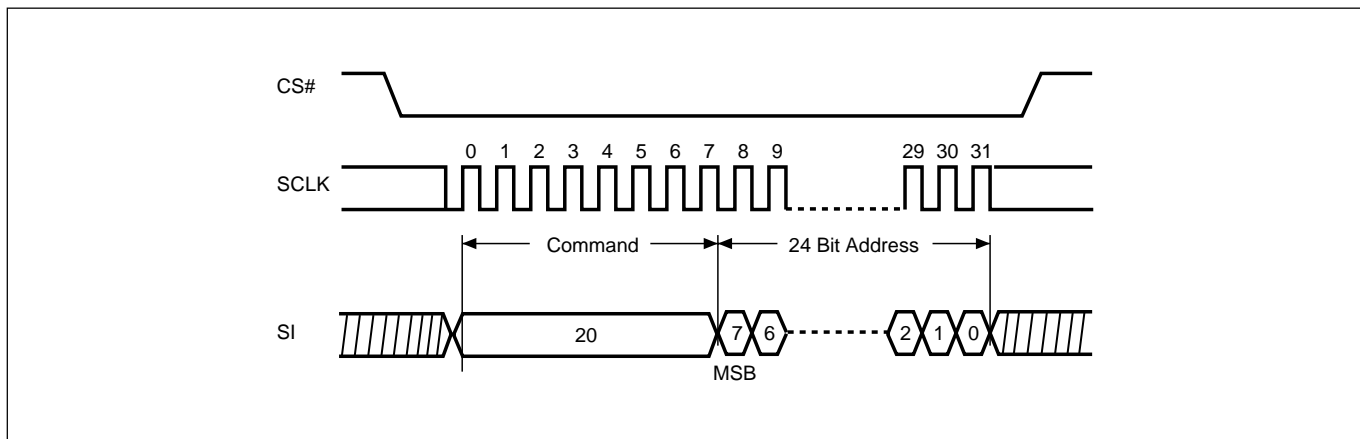 CS#
0 1 2 3 4 5 6 7 8 9 29 30 31
SCLK
Command 24 Bit Address
SI 20 7 6 2 1 0
MSB